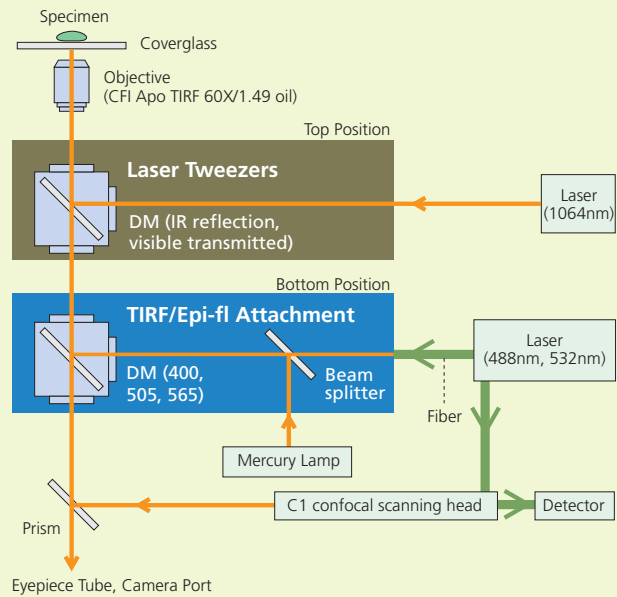 Specimen
Coverglass
Objective
(CFI Apo TIRF 60X/1.49 oil)
Top Position
Laser Tweezers
DM (IR reflection,
visible transmitted)
Laser
(1064nm)
Bottom Position
TIRF/Epi-fl Attachment
DM (400,
505, 565)
Beam
splitter
Laser
(488nm, 532nm)
Fiber
Mercury Lamp
C1 confocal scanning head
Detector
Prism
Eyepiece Tube, Camera Port